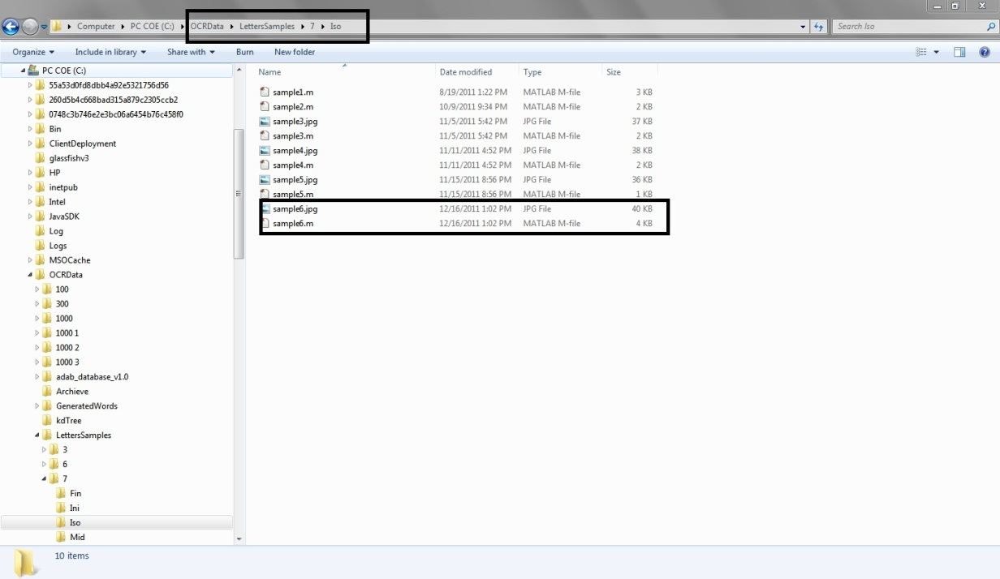 Computer PC COE (C:) OCRData LettersSamples 7 Iso Search Iso
Organize Include in library Share with Burn New folder
PC COE (C:)
55a53d0fd8dbb4a92e5321756d56
260d5b4c668bad315a879c2305ccb2
0748c3b746e2e3bc06a6454b76c458f0
Bin
ClientDeployment
glassfishv3
HP
inetpub
Intel
JavaSDK
Log
Logs
MSOCache
OCRData
100
300
1000
1000 1
1000 2
1000 3
adab_database_v1.0
Archieve
GeneratedWords
kdTree
LettersSamples
3
6
7
Fin
Ini
Iso
Mid
Name Date modified Type Size
sample1.m 8/19/2011 1:22 PM MATLAB M-file 3 KB
sample2.m 10/9/2011 9:34 PM MATLAB M-file 2 KB
sample3.jpg 11/5/2011 5:42 PM JPG File 37 KB
sample3.m 11/5/2011 5:42 PM MATLAB M-file 2 KB
sample4.jpg 11/11/2011 4:52 PM JPG File 38 KB
sample4.m 11/11/2011 4:52 PM MATLAB M-file 2 KB
sample5.jpg 11/15/2011 8:56 PM JPG File 36 KB
sample5.m 11/15/2011 8:56 PM MATLAB M-file 1 KB
sample6.jpg 12/16/2011 1:02 PM JPG File 40 KB
sample6.m 12/16/2011 1:02 PM MATLAB M-file 4 KB
10 items